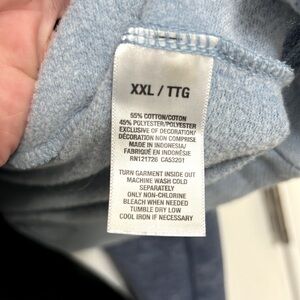 XXL / TTG
55% COTTON/COTON
45% POLYESTER/POLYESTER
EXCLUSIVE OF DECORATION/
DÉCORATION NON COMPRISE
MADE IN INDONESIA/
FABRIQUÉ EN INDONÉSIE
RN121726 CA53201
TURN GARMENT INSIDE OUT
MACHINE WASH COLD
SEPARATELY
ONLY NON-CHLORINE
BLEACH WHEN NEEDED
TUMBLE DRY LOW
COOL IRON IF NECESSARY